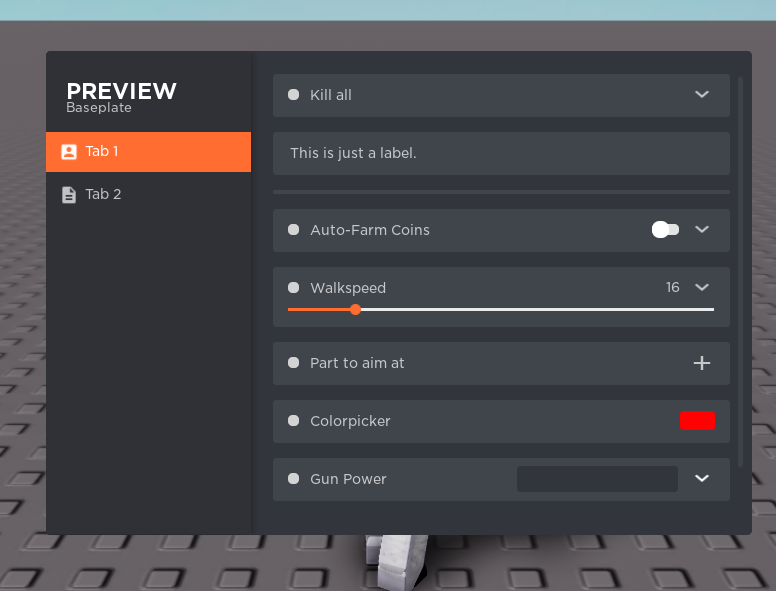 PREVIEW
Baseplate
Tab 1
Tab 2
Kill all
This is just a label.
Auto-Farm Coins
Walkspeed 16
Part to aim at
Colorpicker
Gun Power